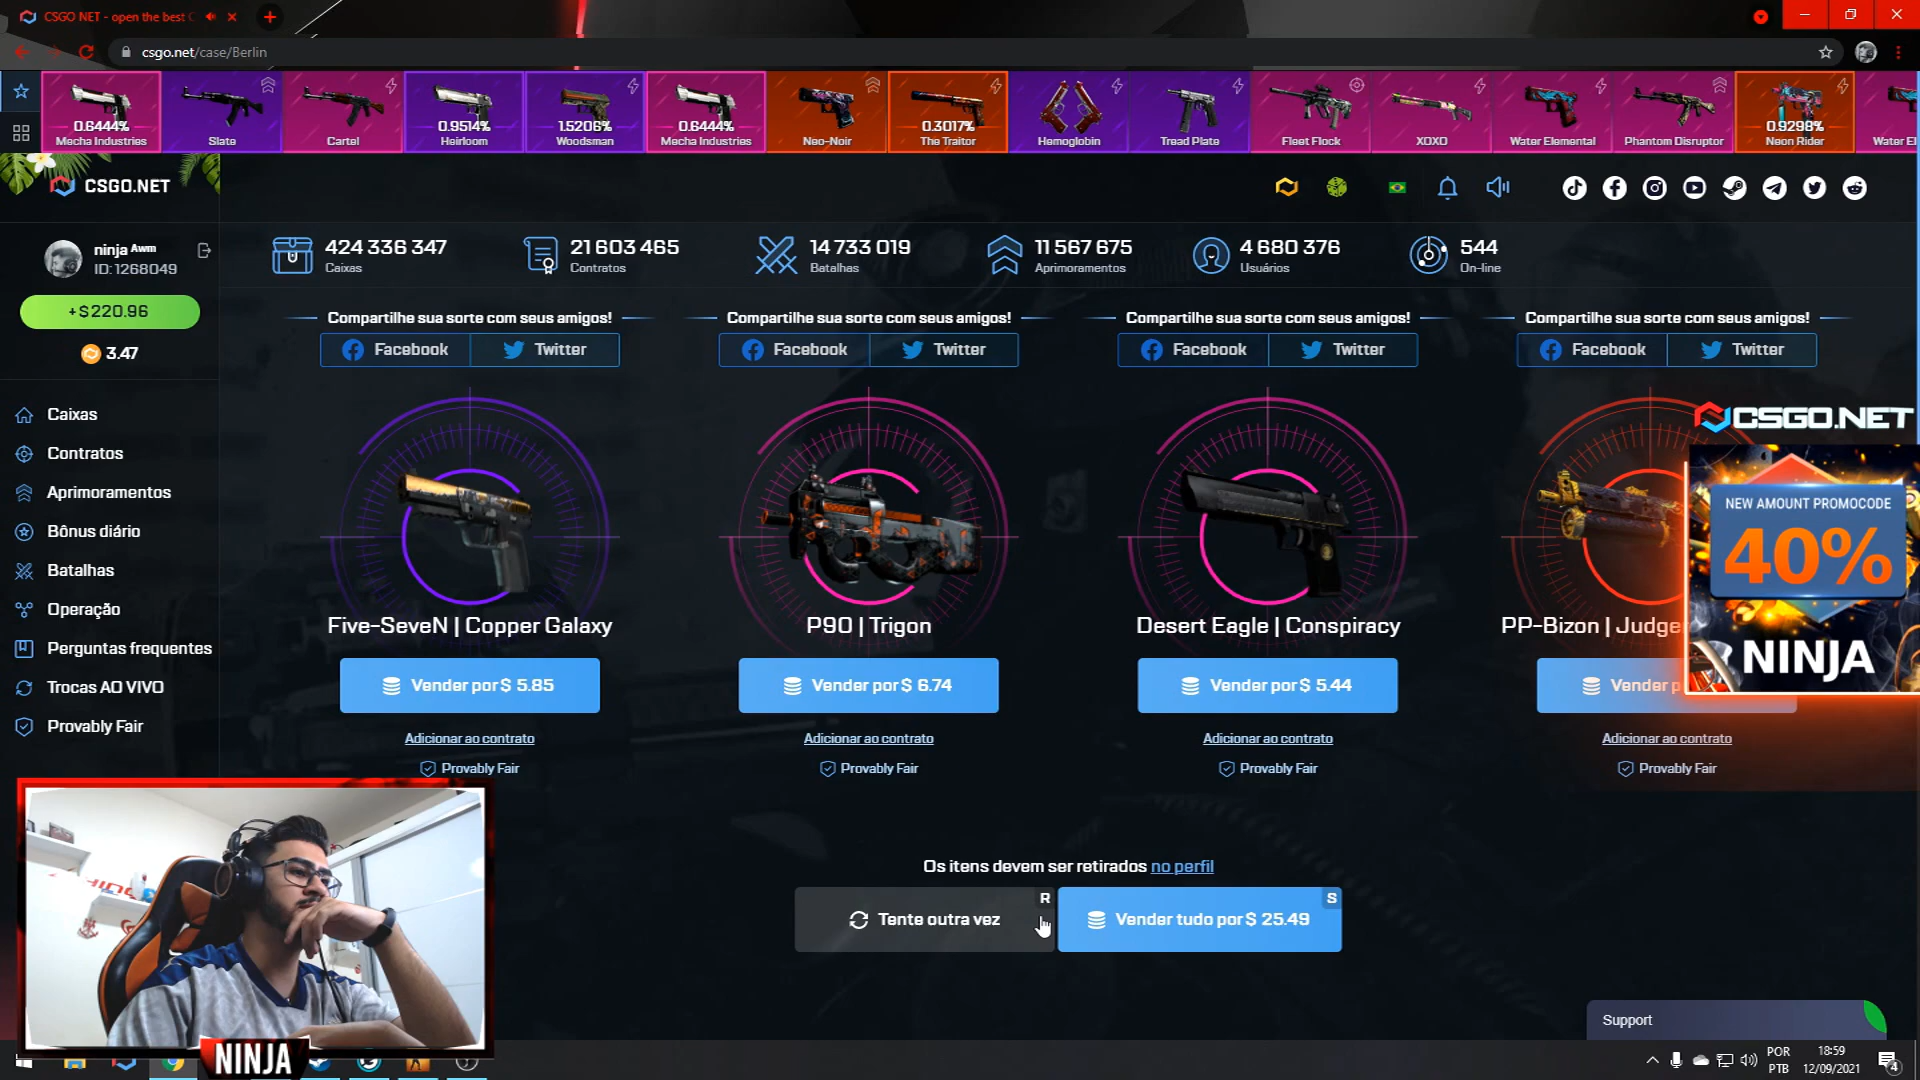 CSGO NET - open the best C
csgo.net/case/Berlin
0.6444%
Mecha Industries
Slate
Cartel
0.9514%
Heirloom
1.5206%
Woodsman
0.6444%
Mecha Industries
Neo-Noir
0.3017%
The Traitor
Hemoglobin
Tread Plate
Fleet Flock
XOXO
Water Elemental
Phantom Disruptor
0.9298%
Neon Rider
Water El
CSGO.NET
ninja Awm
ID:1268049
+$220.96
3.47
424 336 347
Caixas
21 603 465
Contratos
14 733 019
Batalhas
11 567 675
Aprimoramentos
4 680 376
Usuários
544
On-line
Caixas
Contratos
Aprimoramentos
Bônus diário
Batalhas
Operação
Perguntas frequentes
Trocas AO VIVO
Provably Fair
Compartilhe sua sorte com seus amigos!
Facebook Twitter
Five-SeveN | Copper Galaxy
Vender por $ 5.85
Adicionar ao contrato
Provably Fair
Compartilhe sua sorte com seus amigos!
Facebook Twitter
P90 | Trigon
Vender por $ 6.74
Adicionar ao contrato
Provably Fair
Compartilhe sua sorte com seus amigos!
Facebook Twitter
Desert Eagle | Conspiracy
Vender por $ 5.44
Adicionar ao contrato
Provably Fair
Compartilhe sua sorte com seus amigos!
Facebook Twitter
PP-Bizon | Judge
Vender p
Adicionar ao contrato
Provably Fair
CSGO.NET
NEW AMOUNT PROMOCODE
40%
NINJA
Os itens devem ser retirados no perfil
Tente outra vez R
Vender tudo por $ 25.49 S
Support
NINJA
POR
PTB
18:59
12/09/2021
4